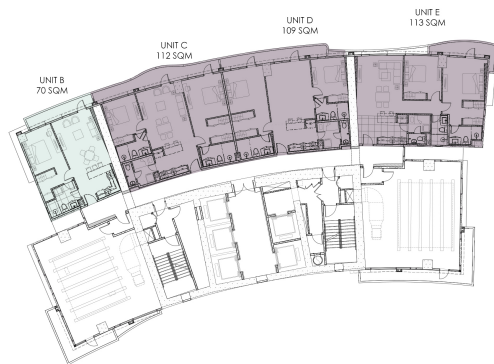 UNIT E
113 SQM
UNIT D
109 SQM
UNIT C
112 SQM
UNIT B
70 SQM